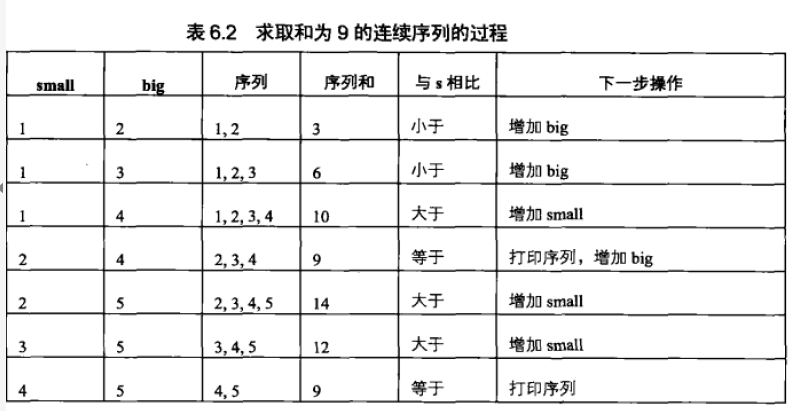 表 6.2 求取和为 9 的连续序列的过程
small big 序列 序列和 与 s 相比 下一步操作
1 2 1, 2 3 小于 增加 big
1 3 1, 2, 3 6 小于 增加 big
1 4 1, 2, 3, 4 10 大于 增加 small
2 4 2, 3, 4 9 等于 打印序列，增加 big
2 5 2, 3, 4, 5 14 大于 增加 small
3 5 3, 4, 5 12 大于 增加 small
4 5 4, 5 9 等于 打印序列